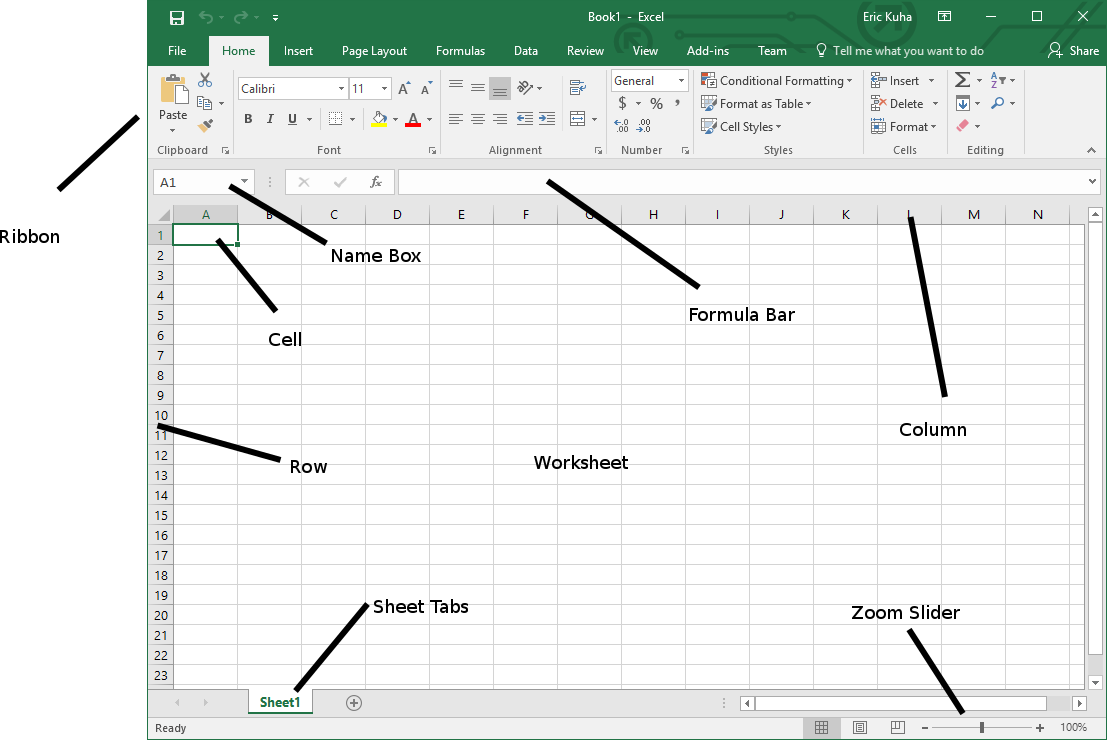 Book1 - Excel
Eric Kuha
File Home Insert Page Layout Formulas Data Review View Add-ins Team Tell me what you want to do Share
Calibri 11 General Conditional Formatting Insert
$ % , Format as Table Delete
Paste B I U A Cell Styles Format
Clipboard Font Alignment Number Styles Cells Editing
A1 fx
A B C D E F G H I J K L M N
1
Ribbon
2
Name Box
3
4
5
Formula Bar
6
Cell
7
8
9
10
Column
11
12
Row
Worksheet
13
14
15
16
17
18
19
Sheet Tabs
Zoom Slider
20
21
22
23
Sheet1
Ready 100%